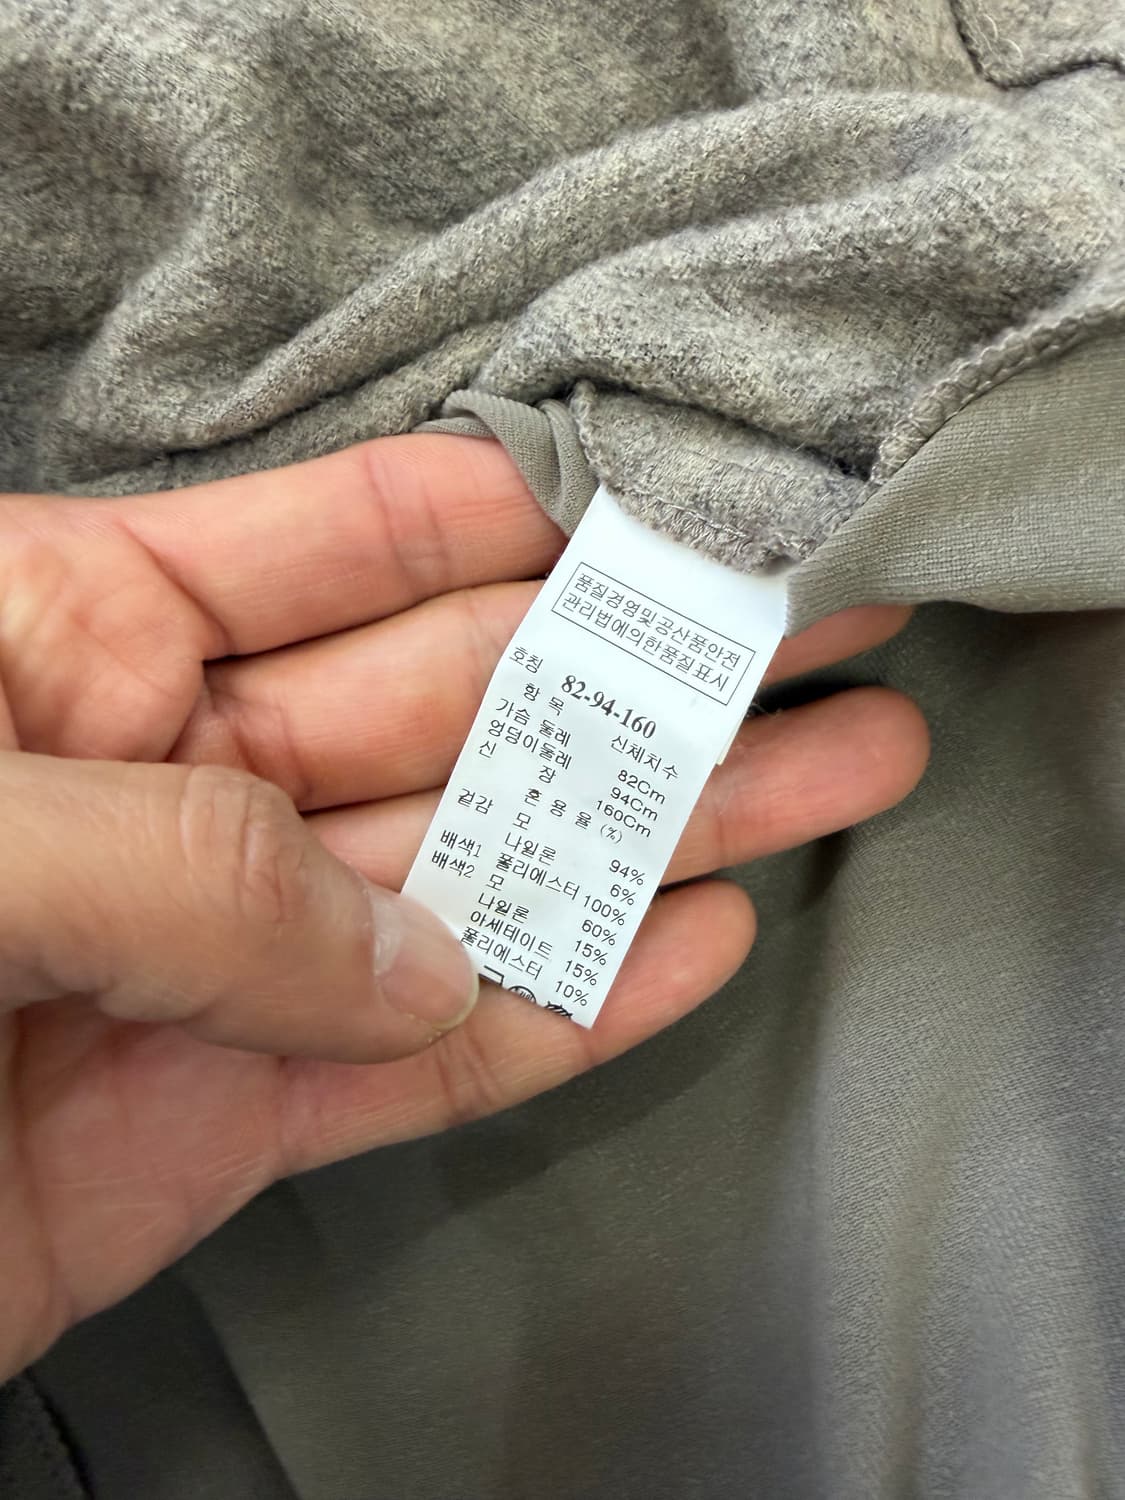 품질경영및공산품안전
관리법에의한품질표시
호칭 82-94-160
항 목 신체치수
가슴 둘레 82Cm
엉덩이둘레 94Cm
신 장 160Cm
혼 용 율 (%)
겉감 모 94%
나일론 6%
배색1 폴리에스터 100%
배색2 모 60%
나일론 15%
아세테이트 15%
폴리에스터 10%